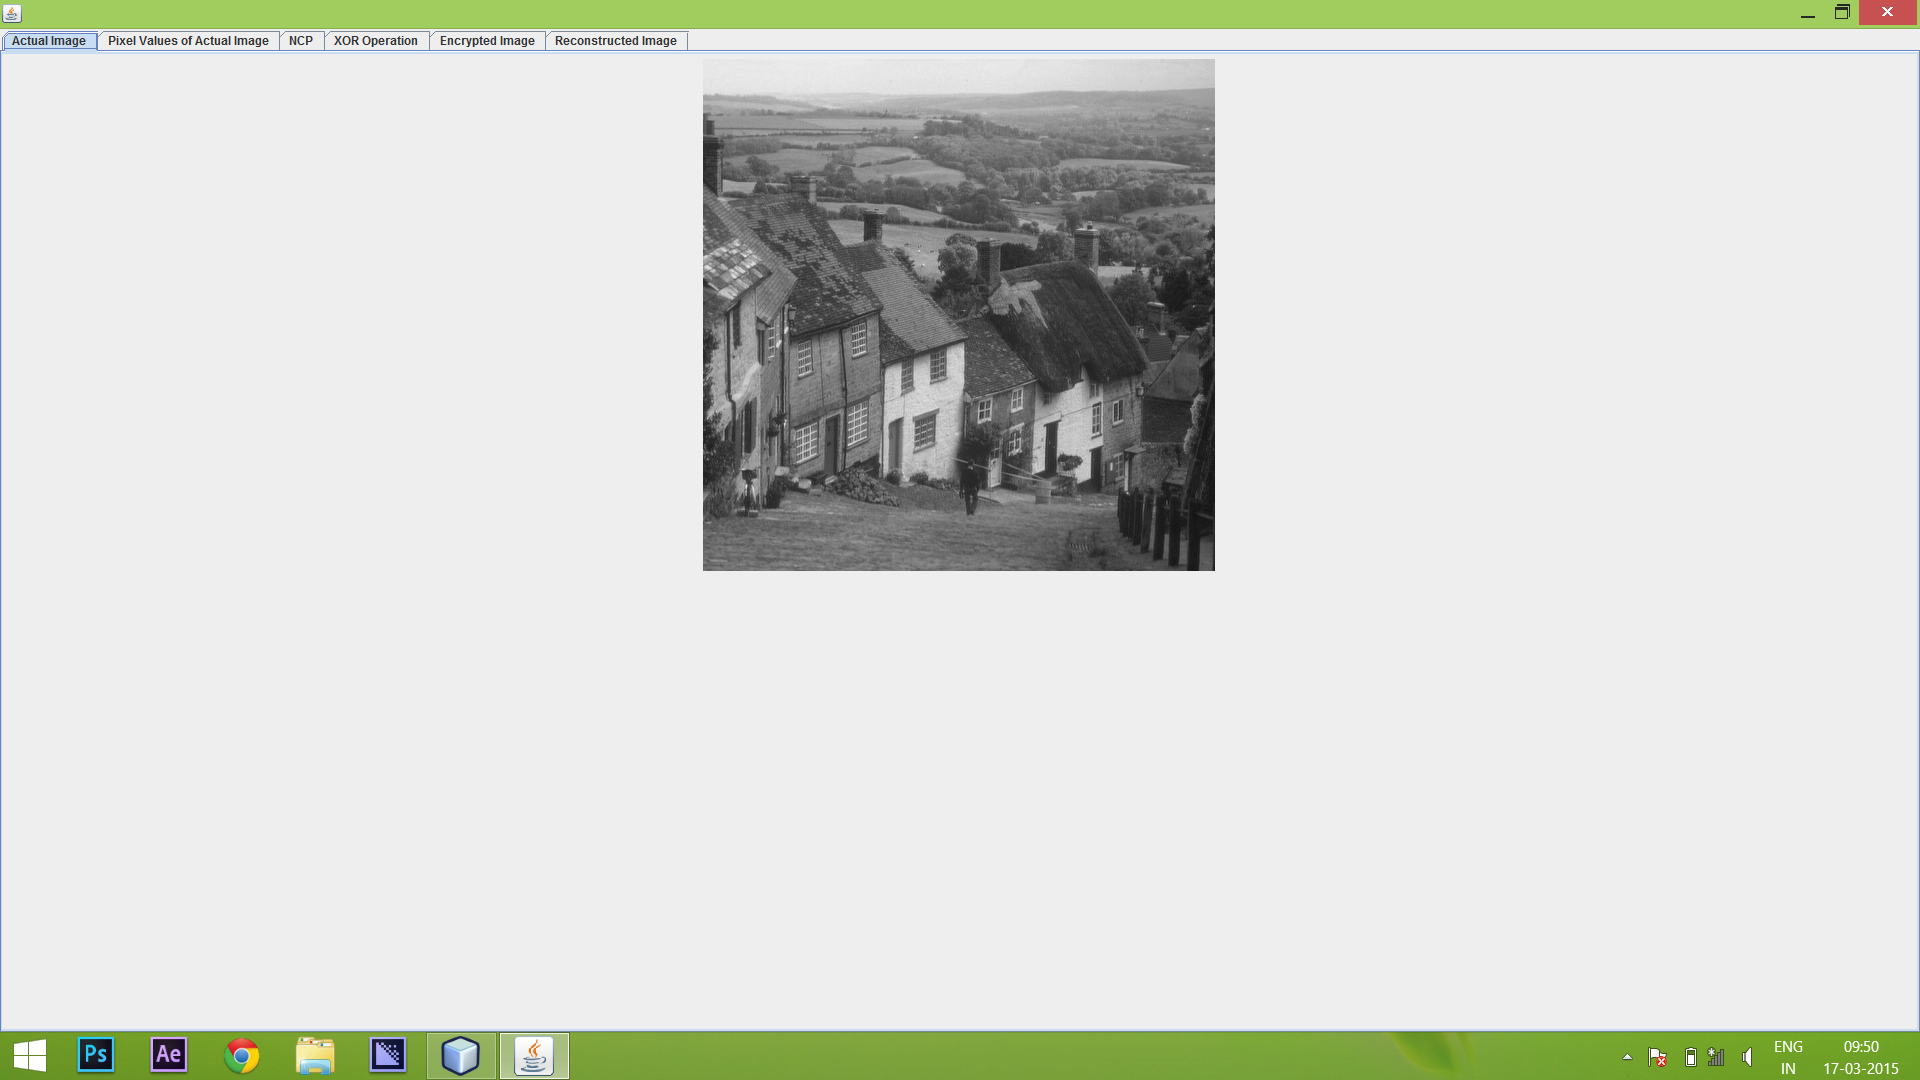 Actual Image
Pixel Values of Actual Image
NCP
XOR Operation
Encrypted Image
Reconstructed Image
Ps
Ae
ENG
IN
09:50
17-03-2015